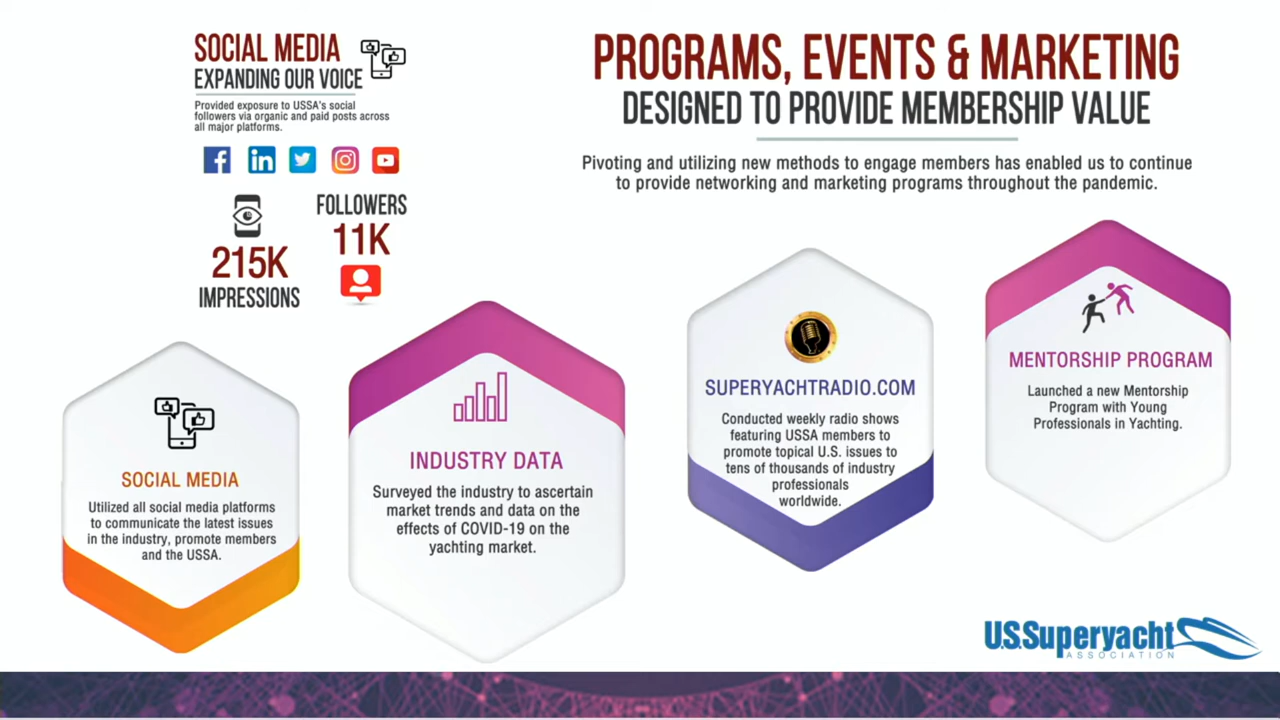 SOCIAL MEDIA
EXPANDING OUR VOICE
Provided exposure to USSA's social
followers via organic and paid posts across
all major platforms.
215K
IMPRESSIONS
FOLLOWERS
11K
PROGRAMS, EVENTS & MARKETING
DESIGNED TO PROVIDE MEMBERSHIP VALUE
Pivoting and utilizing new methods to engage members has enabled us to continue
to provide networking and marketing programs throughout the pandemic.
SOCIAL MEDIA
Utilized all social media platforms
to communicate the latest issues
in the industry, promote members
and the USSA.
INDUSTRY DATA
Surveyed the industry to ascertain
market trends and data on the
effects of COVID-19 on the
yachting market.
SUPERYACHTRADIO.COM
Conducted weekly radio shows
featuring USSA members to
promote topical U.S. issues to
tens of thousands of industry
professionals
worldwide.
MENTORSHIP PROGRAM
Launched a new Mentorship
Program with Young
Professionals in Yachting.
U.S.Superyacht
ASSOCIATION